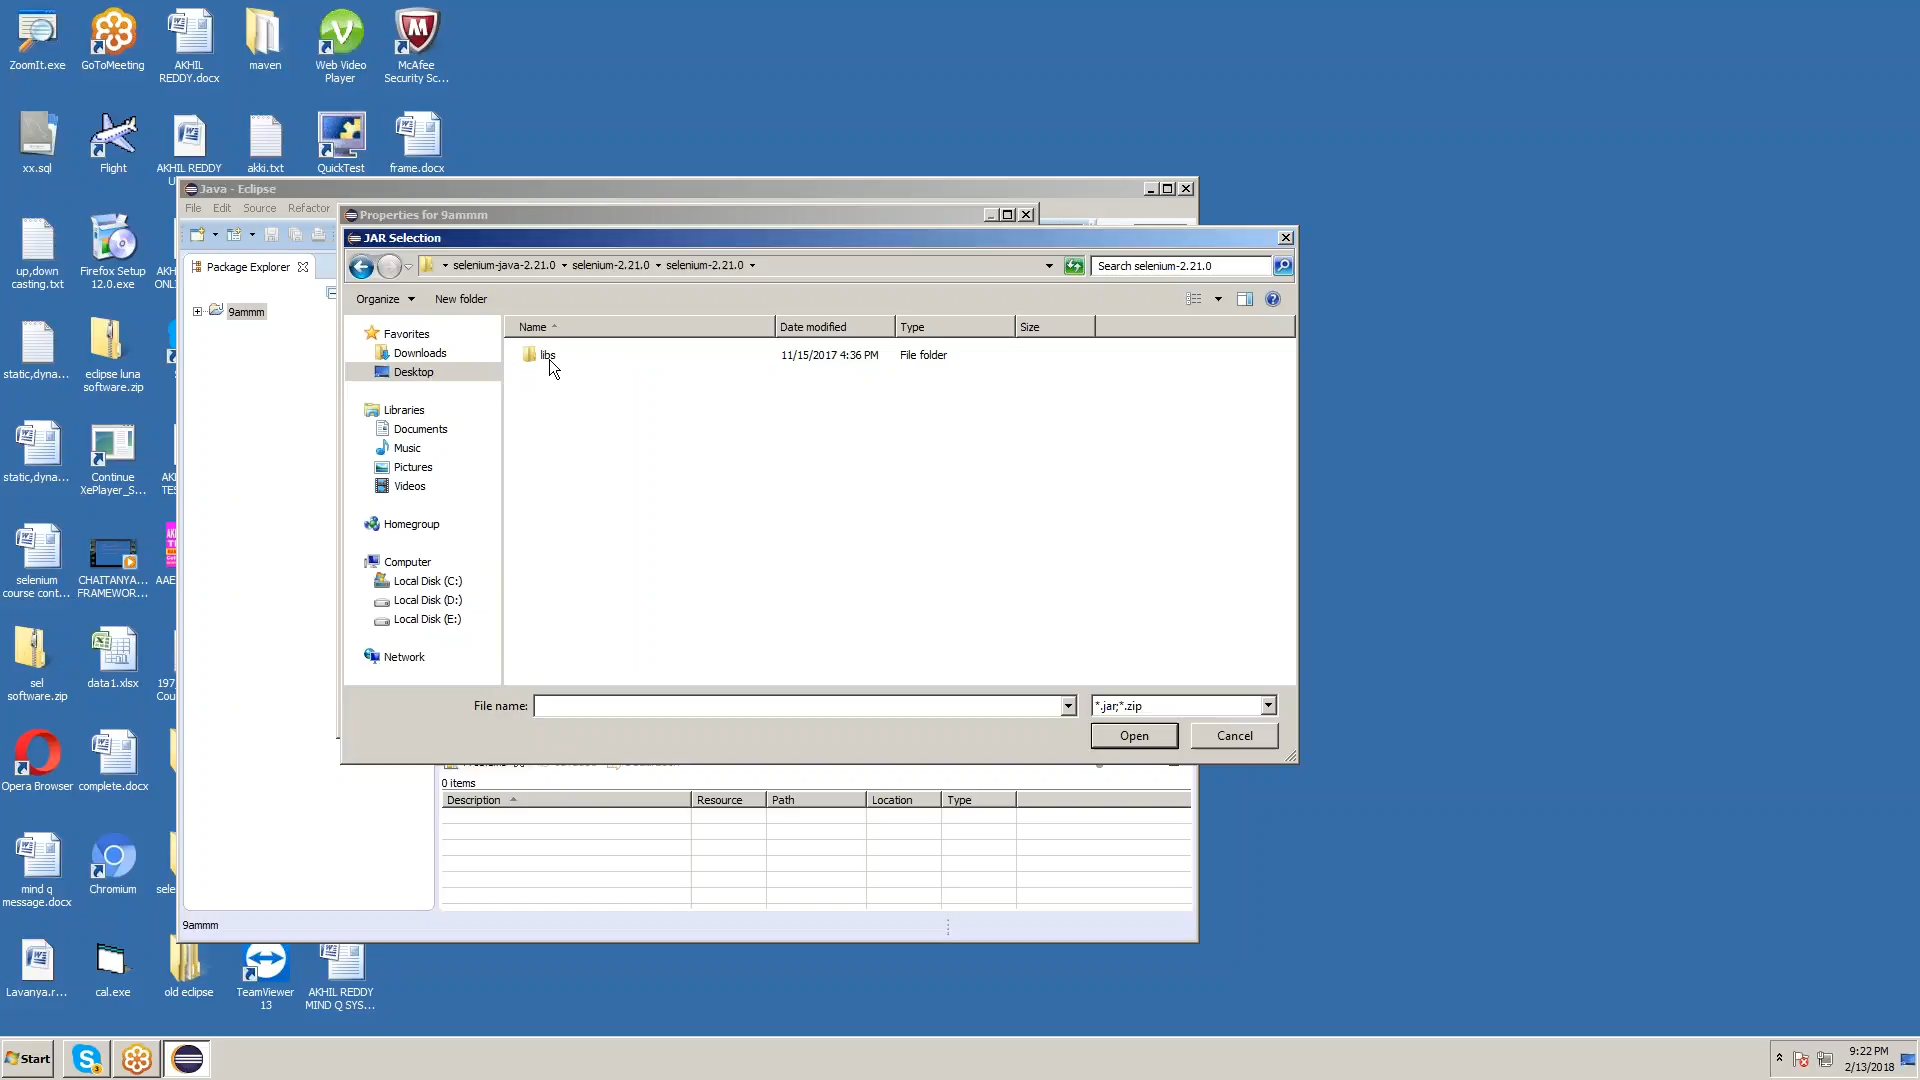 ZoomIt.exe
GoToMeeting
AKHIL
REDDY.docx
maven
Web Video
Player
McAfee
Security Sc...
xx.sql
Flight
AKHIL REDDY
akki.txt
QuickTest
frame.docx
up,down
casting.txt
Firefox Setup
12.0.exe
static,dyna...
eclipse luna
software.zip
static,dyna...
Continue
XePlayer_S...
selenium
course cont...
CHAITANYA...
FRAMEWOR...
sel
software.zip
data1.xlsx
Opera Browser
complete.docx
mind q
message.docx
Chromium
Lavanya.r...
cal.exe
old eclipse
TeamViewer
13
AKHIL REDDY
MIND Q SYS...
Java - Eclipse
File Edit Source Refactor
Package Explorer
9ammm
Properties for 9ammm
JAR Selection
selenium-java-2.21.0 selenium-2.21.0 selenium-2.21.0
Search selenium-2.21.0
Organize New folder
Favorites
Downloads
Desktop
Libraries
Documents
Music
Pictures
Videos
Homegroup
Computer
Local Disk (C:)
Local Disk (D:)
Local Disk (E:)
Network
Name Date modified Type Size
libs 11/15/2017 4:36 PM File folder
File name: *.jar;*.zip
Open Cancel
0 items
Description Resource Path Location Type
9ammm
Start
9:22 PM
2/13/2018